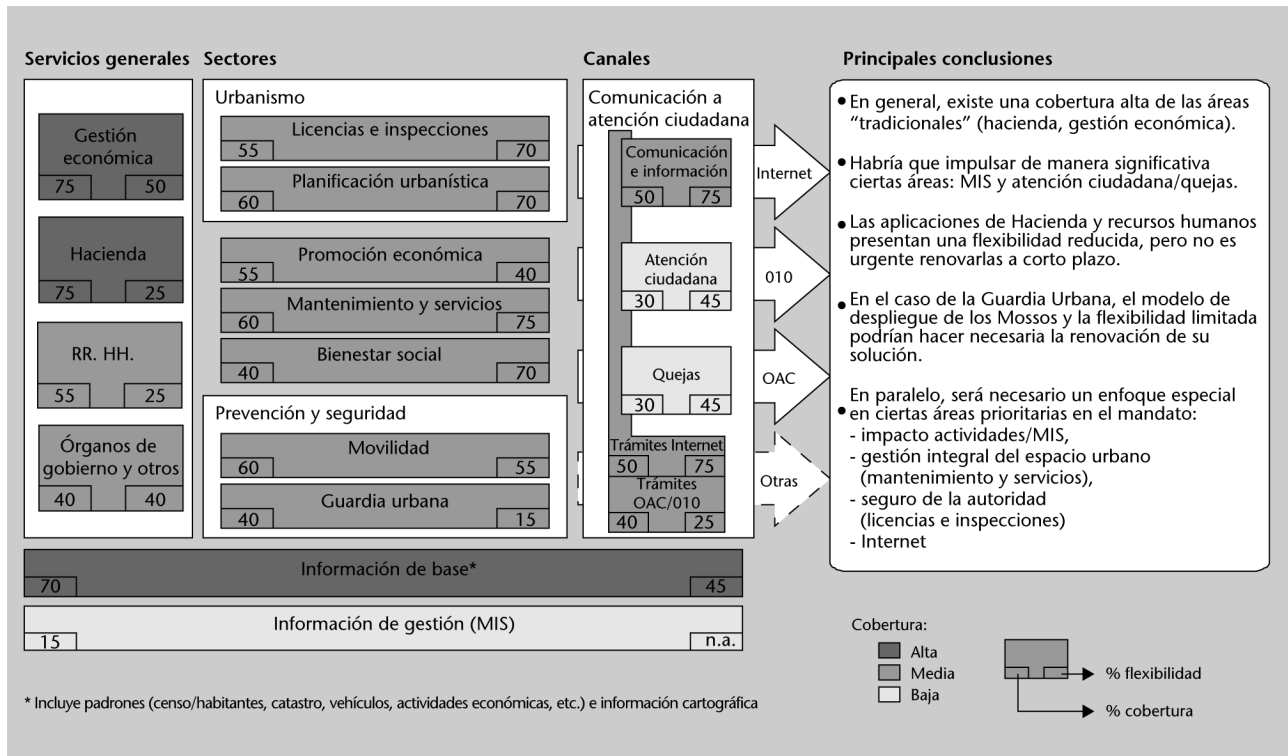 Servicios generales
Gestión
económica
75 50
Hacienda
75 25
RR. HH.
55 25
Órganos de
gobierno y otros
40 40
Sectores
Urbanismo
Licencias e inspecciones
55 70
Planificación urbanística
60 70
Promoción económica
55 40
Mantenimiento y servicios
60 75
Bienestar social
40 70
Prevención y seguridad
Movilidad
60 55
Guardia urbana
40 15
Canales
Comunicación a
atención ciudadana
Comunicación
e información
50 75
Atención
ciudadana
30 45
Quejas
30 45
Trámites Internet
50 75
Trámites
OAC/010
40 25
Internet
010
OAC
Otras
Información de base*
70 45
Información de gestión (MIS)
15 n.a.
Principales conclusiones
• En general, existe una cobertura alta de las áreas
“tradicionales” (hacienda, gestión económica).
• Habría que impulsar de manera significativa
ciertas áreas: MIS y atención ciudadana/quejas.
• Las aplicaciones de Hacienda y recursos humanos
presentan una flexibilidad reducida, pero no es
urgente renovarlas a corto plazo.
• En el caso de la Guardia Urbana, el modelo de
despliegue de los Mossos y la flexibilidad limitada
podrían hacer necesaria la renovación de su
solución.
• En paralelo, será necesario un enfoque especial
en ciertas áreas prioritarias en el mandato:
- impacto actividades/MIS,
- gestión integral del espacio urbano
(mantenimiento y servicios),
- seguro de la autoridad
(licencias e inspecciones)
- Internet
Cobertura:
Alta
Media
Baja
% flexibilidad
% cobertura
* Incluye padrones (censo/habitantes, catastro, vehículos, actividades económicas, etc.) e información cartográfica